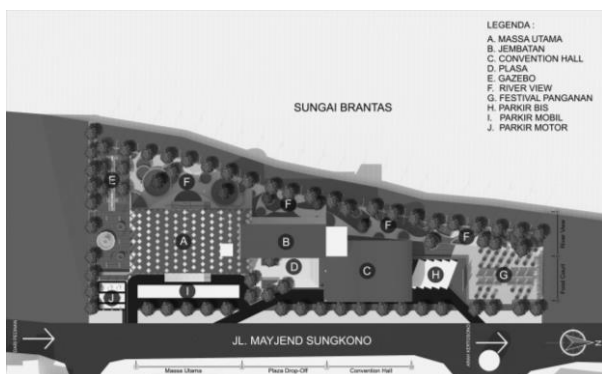 LEGENDA :
A. MASSA UTAMA
B. JEMBATAN
C. CONVENTION HALL
D. PLASA
E. GAZEBO
F. RIVER VIEW
G. FESTIVAL PANGANAN
H. PARKIR BIS
I. PARKIR MOBIL
J. PARKIR MOTOR
SUNGAI BRANTAS
E
F
F
F
F
A
B
C
D
H
G
I
J
River View
Food Court
JL. MAYJEND SUNGKONO
N
Massa Utama
Plaza Drop-Off
Convention Hall